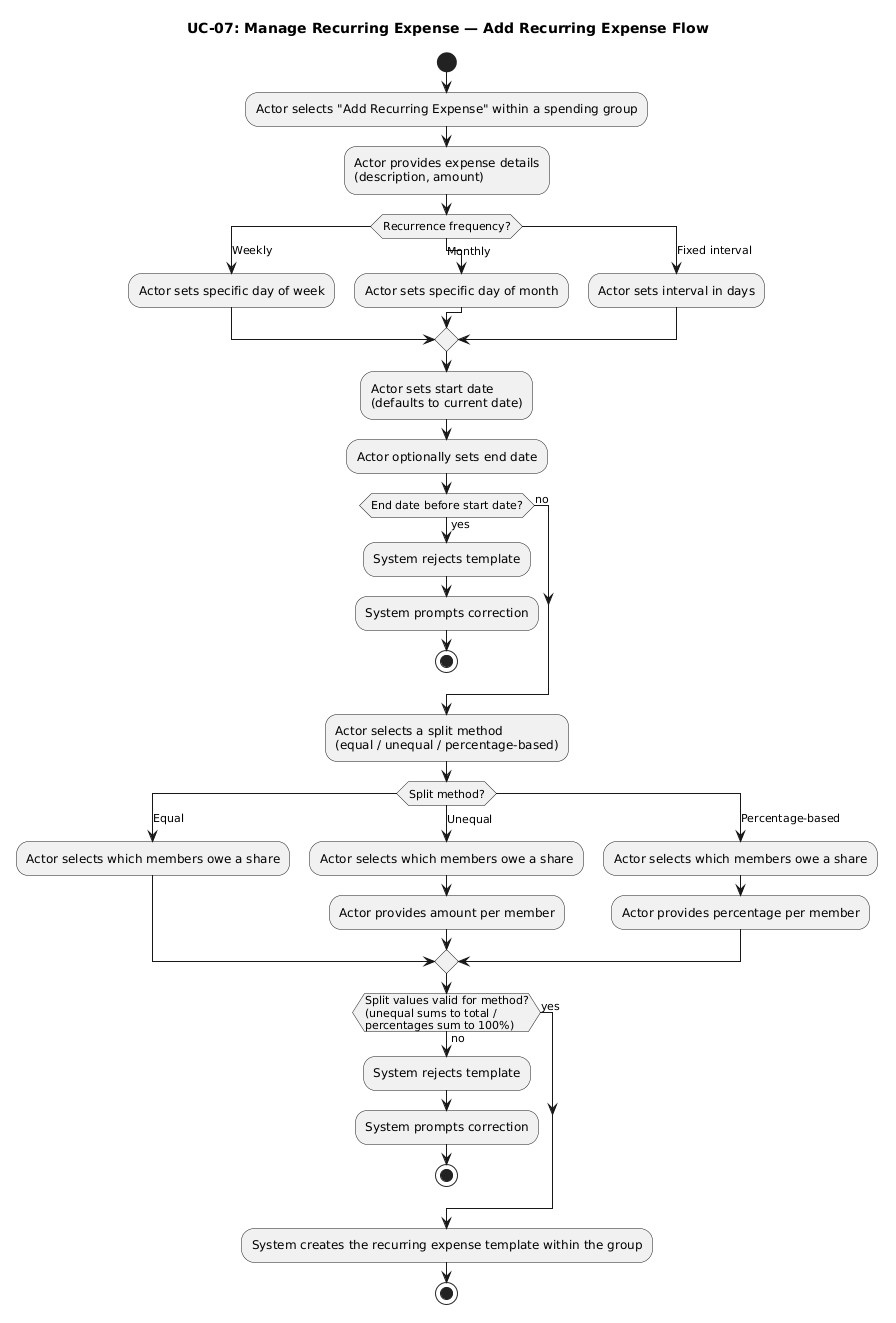 UC-07: Manage Recurring Expense — Add Recurring Expense Flow
Actor selects "Add Recurring Expense" within a spending group
Actor provides expense details
(description, amount)
Recurrence frequency?
Weekly
Monthly
Fixed interval
Actor sets specific day of week
Actor sets specific day of month
Actor sets interval in days
Actor sets start date
(defaults to current date)
Actor optionally sets end date
End date before start date?
no
yes
System rejects template
System prompts correction
Actor selects a split method
(equal / unequal / percentage-based)
Split method?
Equal
Unequal
Percentage-based
Actor selects which members owe a share
Actor selects which members owe a share
Actor selects which members owe a share
Actor provides amount per member
Actor provides percentage per member
Split values valid for method?
(unequal sums to total /
percentages sum to 100%)
yes
no
System rejects template
System prompts correction
System creates the recurring expense template within the group